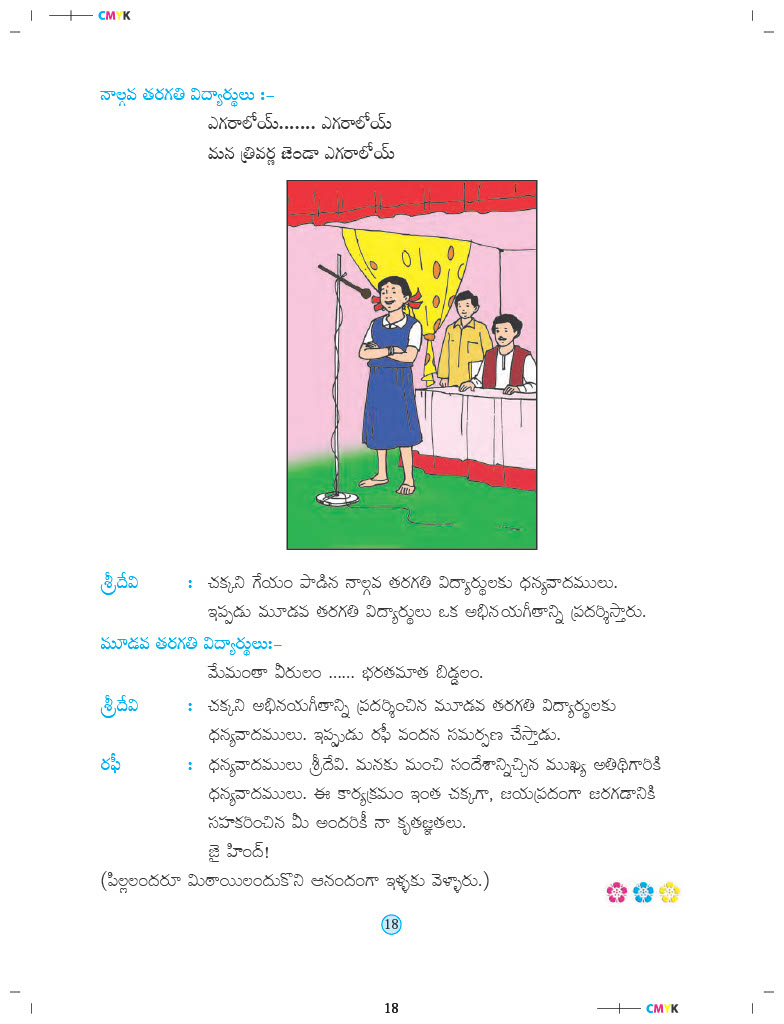 CMYK
నాల్గవ తరగతి విద్యార్థులు :–
ఎగరాలోయ్....... ఎగరాలోయ్
మన త్రివర్ణ జెండా ఎగరాలోయ్
శ్రీదేవి : చక్కని గేయం పాడిన నాల్గవ తరగతి విద్యార్థులకు ధన్యవాదములు.
ఇప్పడు మూడవ తరగతి విద్యార్థులు ఒక అభినయగీతాన్ని ప్రదర్శిస్తారు.
మూడవ తరగతి విద్యార్థులు:–
మేమంతా వీరులం ...... భరతమాత బిడ్డలం.
శ్రీదేవి : చక్కని అభినయగీతాన్ని ప్రదర్శించిన మూడవ తరగతి విద్యార్థులకు
ధన్యవాదములు. ఇప్పుడు రఫీ వందన సమర్పణ చేస్తాడు.
రఫీ : ధన్యవాదములు శ్రీదేవి. మనకు మంచి సందేశాన్నిచ్చిన ముఖ్య అతిథిగారికి
ధన్యవాదములు. ఈ కార్యక్రమం ఇంత చక్కగా, జయప్రదంగా జరగడానికి
సహకరించిన మీ అందరికీ నా కృతజ్ఞతలు.
జై హింద్!
(పిల్లలందరూ మిఠాయిలందుకొని ఆనందంగా ఇళ్ళకు వెళ్ళారు.)
18
18
CMYK